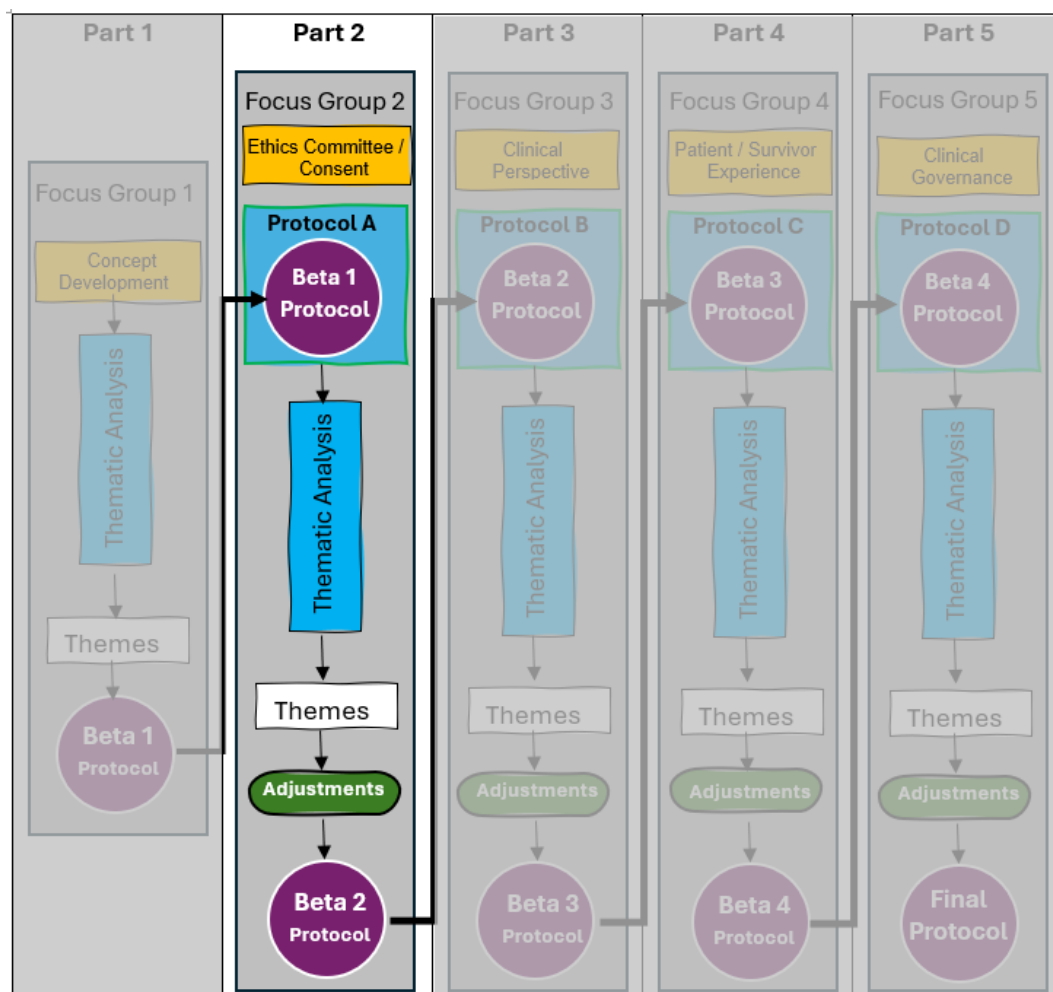 Part 1
Focus Group 1
Concept
Development
Thematic Analysis
Themes
Beta 1
Protocol
Part 2
Focus Group 2
Ethics Committee /
Consent
Protocol A
Beta 1
Protocol
Thematic Analysis
Themes
Adjustments
Beta 2
Protocol
Part 3
Focus Group 3
Clinical
Perspective
Protocol B
Beta 2
Protocol
Thematic Analysis
Themes
Adjustments
Beta 3
Protocol
Part 4
Focus Group 4
Patient / Survivor
Experience
Protocol C
Beta 3
Protocol
Thematic Analysis
Themes
Adjustments
Beta 4
Protocol
Part 5
Focus Group 5
Clinical
Governance
Protocol D
Beta 4
Protocol
Thematic Analysis
Themes
Adjustments
Final
Protocol